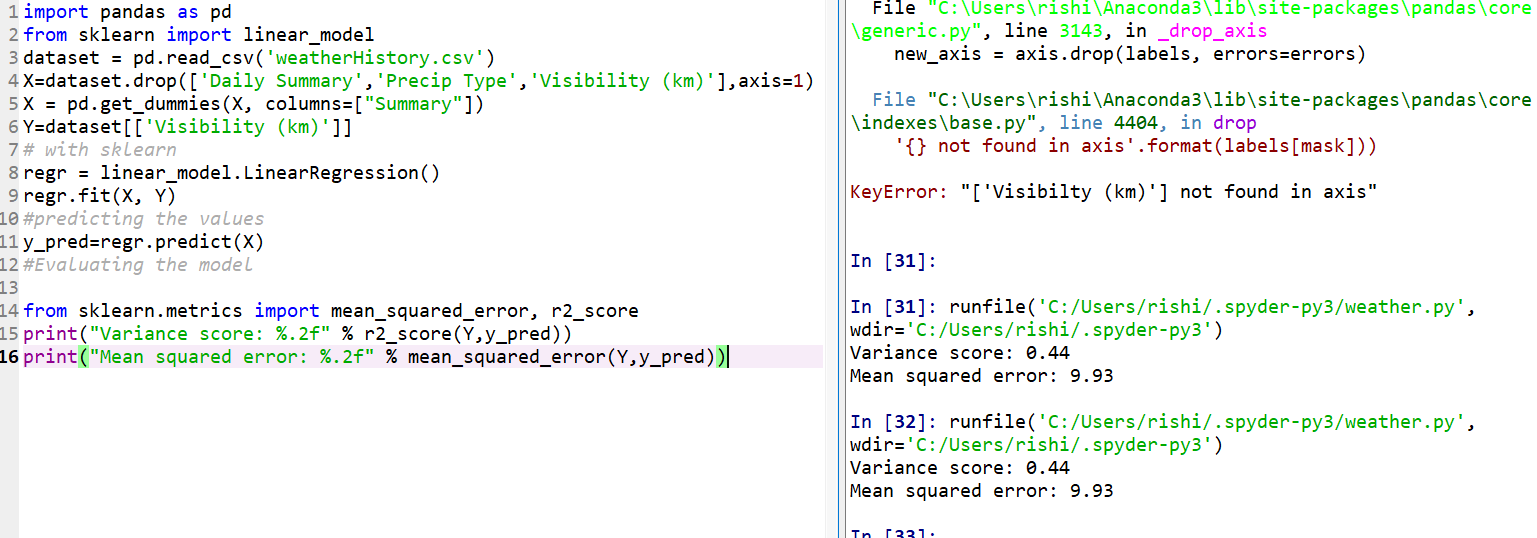 1 import pandas as pd
2 from sklearn import linear_model
3 dataset = pd.read_csv('weatherHistory.csv')
4 X=dataset.drop(['Daily Summary','Precip Type','Visibility (km)'],axis=1)
5 X = pd.get_dummies(X, columns=["Summary"])
6 Y=dataset[['Visibility (km)']]
7 # with sklearn
8 regr = linear_model.LinearRegression()
9 regr.fit(X, Y)
10 #predicting the values
11 y_pred=regr.predict(X)
12 #Evaluating the model
13
14 from sklearn.metrics import mean_squared_error, r2_score
15 print("Variance score: %.2f" % r2_score(Y,y_pred))
16 print("Mean squared error: %.2f" % mean_squared_error(Y,y_pred))
File "C:\Users\rishi\Anaconda3\lib\site-packages\pandas\core
\generic.py", line 3143, in _drop_axis
new_axis = axis.drop(labels, errors=errors)
File "C:\Users\rishi\Anaconda3\lib\site-packages\pandas\core
\indexes\base.py", line 4404, in drop
'{} not found in axis'.format(labels[mask]))
KeyError: "['Visibilty (km)'] not found in axis"
In [31]:
In [31]: runfile('C:/Users/rishi/.spyder-py3/weather.py',
wdir='C:/Users/rishi/.spyder-py3')
Variance score: 0.44
Mean squared error: 9.93
In [32]: runfile('C:/Users/rishi/.spyder-py3/weather.py',
wdir='C:/Users/rishi/.spyder-py3')
Variance score: 0.44
Mean squared error: 9.93
In [33]: